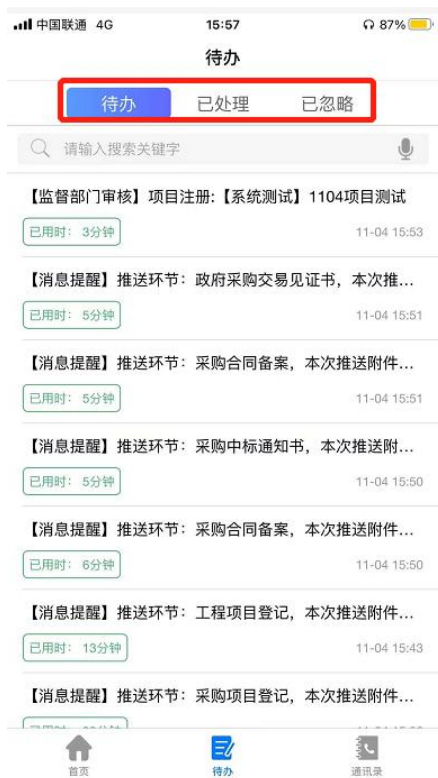 中国联通 4G 15:57 87%
待办
待办 已处理 已忽略
请输入搜索关键字
【监督部门审核】项目注册:【系统测试】1104项目测试
已用时: 3分钟 11-04 15:53
【消息提醒】推送环节：政府采购交易见证书，本次推...
已用时: 5分钟 11-04 15:51
【消息提醒】推送环节：采购合同备案，本次推送附件...
已用时: 5分钟 11-04 15:51
【消息提醒】推送环节：采购中标通知书，本次推送附...
已用时: 5分钟 11-04 15:50
【消息提醒】推送环节：采购合同备案，本次推送附件...
已用时: 6分钟 11-04 15:50
【消息提醒】推送环节：工程项目登记，本次推送附件...
已用时: 13分钟 11-04 15:43
【消息提醒】推送环节：采购项目登记，本次推送附件...
首页 待办 通讯录